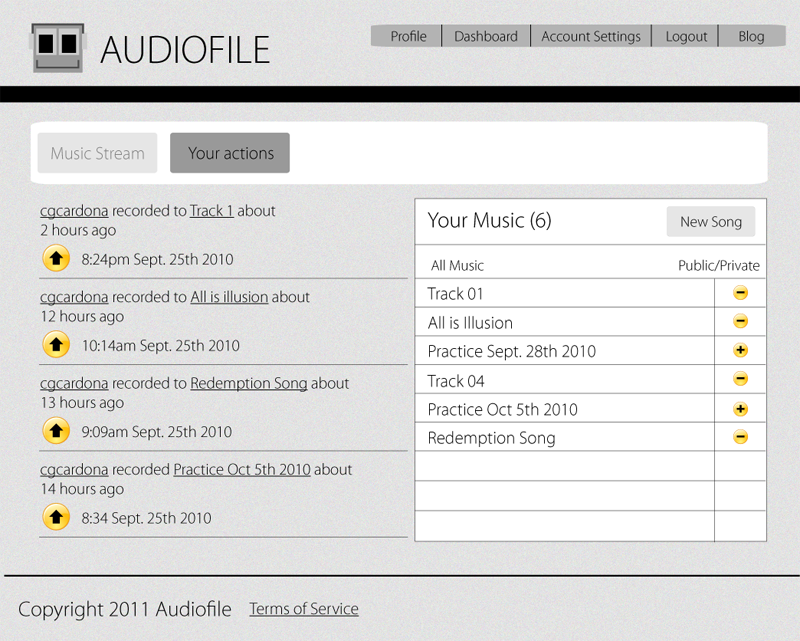 AUDIOFILE
Profile Dashboard Account Settings Logout Blog
Music Stream Your actions
cgcardona recorded to Track 1 about
2 hours ago
8:24pm Sept. 25th 2010
cgcardona recorded to All is illusion about
12 hours ago
10:14am Sept. 25th 2010
cgcardona recorded to Redemption Song about
13 hours ago
9:09am Sept. 25th 2010
cgcardona recorded Practice Oct 5th 2010 about
14 hours ago
8:34 Sept. 25th 2010
Your Music (6) New Song
All Music Public/Private
Track 01
All is Illusion
Practice Sept. 28th 2010
Track 04
Practice Oct 5th 2010
Redemption Song
Copyright 2011 Audiofile Terms of Service